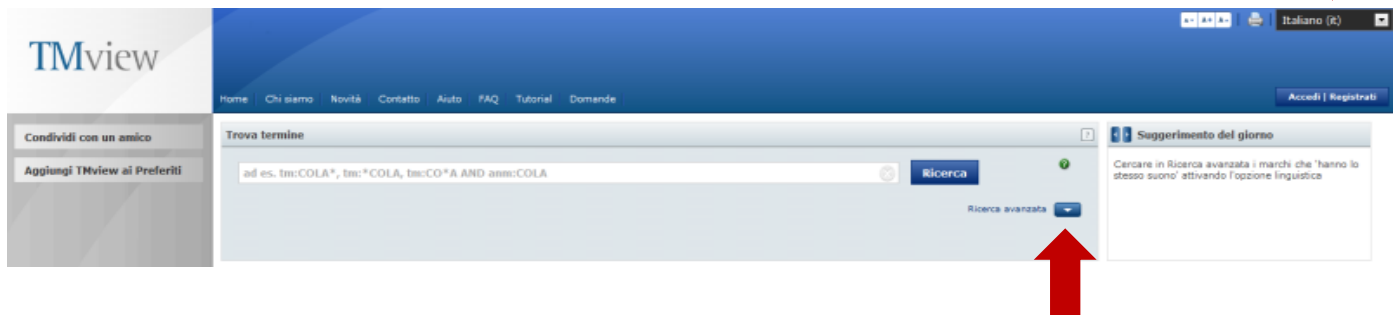 A- A+ A- Italiano (it)
TMview
Home Chi siamo Novità Contatto Aiuto FAQ Tutorial Domande
Accedi | Registrati
Condividi con un amico
Aggiungi TMview ai Preferiti
Trova termine ?
ad es. tm:COLA*, tm:*COLA, tm:CO*A AND anm:COLA
Ricerca
?
Ricerca avanzata
Suggerimento del giorno
Cercare in Ricerca avanzata i marchi che 'hanno lo
stesso suono' attivando l'opzione linguistica